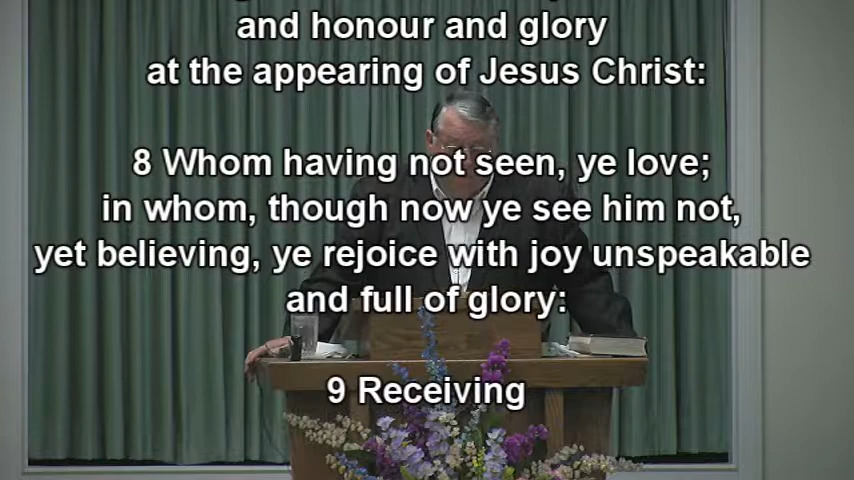 and honour and glory
at the appearing of Jesus Christ:
8 Whom having not seen, ye love;
in whom, though now ye see him not,
yet believing, ye rejoice with joy unspeakable
and full of glory:
9 Receiving